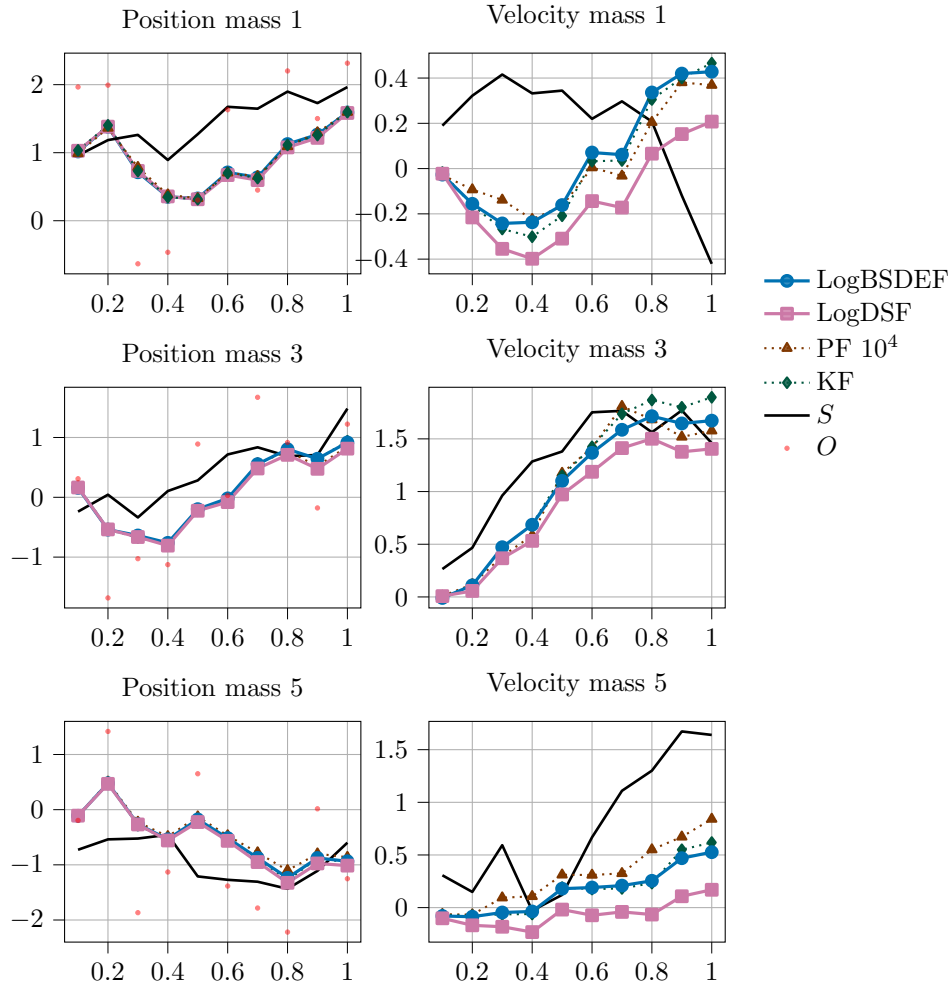 Position mass 1
Velocity mass 1
2
1
0
0.4
0.2
0
−0.2
−0.4
0.2 0.4 0.6 0.8 1
0.2 0.4 0.6 0.8 1
LogBSDEF
LogDSF
PF 10⁴
KF
S
O
Position mass 3
Velocity mass 3
1
0
−1
1.5
1
0.5
0
0.2 0.4 0.6 0.8 1
0.2 0.4 0.6 0.8 1
Position mass 5
Velocity mass 5
1
0
−1
−2
1.5
1
0.5
0
0.2 0.4 0.6 0.8 1
0.2 0.4 0.6 0.8 1